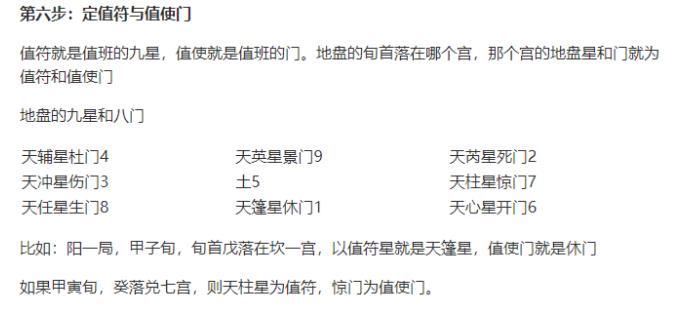 第六步：定值符与值使门
值符就是值班的九星，值使就是值班的门。地盘的旬首落在哪个宫，那个宫的地盘星和门就为
值符和值使门
地盘的九星和八门
天辅星杜门4 天英星景门9 天芮星死门2
天冲星伤门3 土5 天柱星惊门7
天任星生门8 天篷星休门1 天心星开门6
比如：阳一局，甲子旬，旬首戊落在坎一宫，以值符星就是天篷星，值使门就是休门
如果甲寅旬，癸落兑七宫，则天柱星为值符，惊门为值使门。